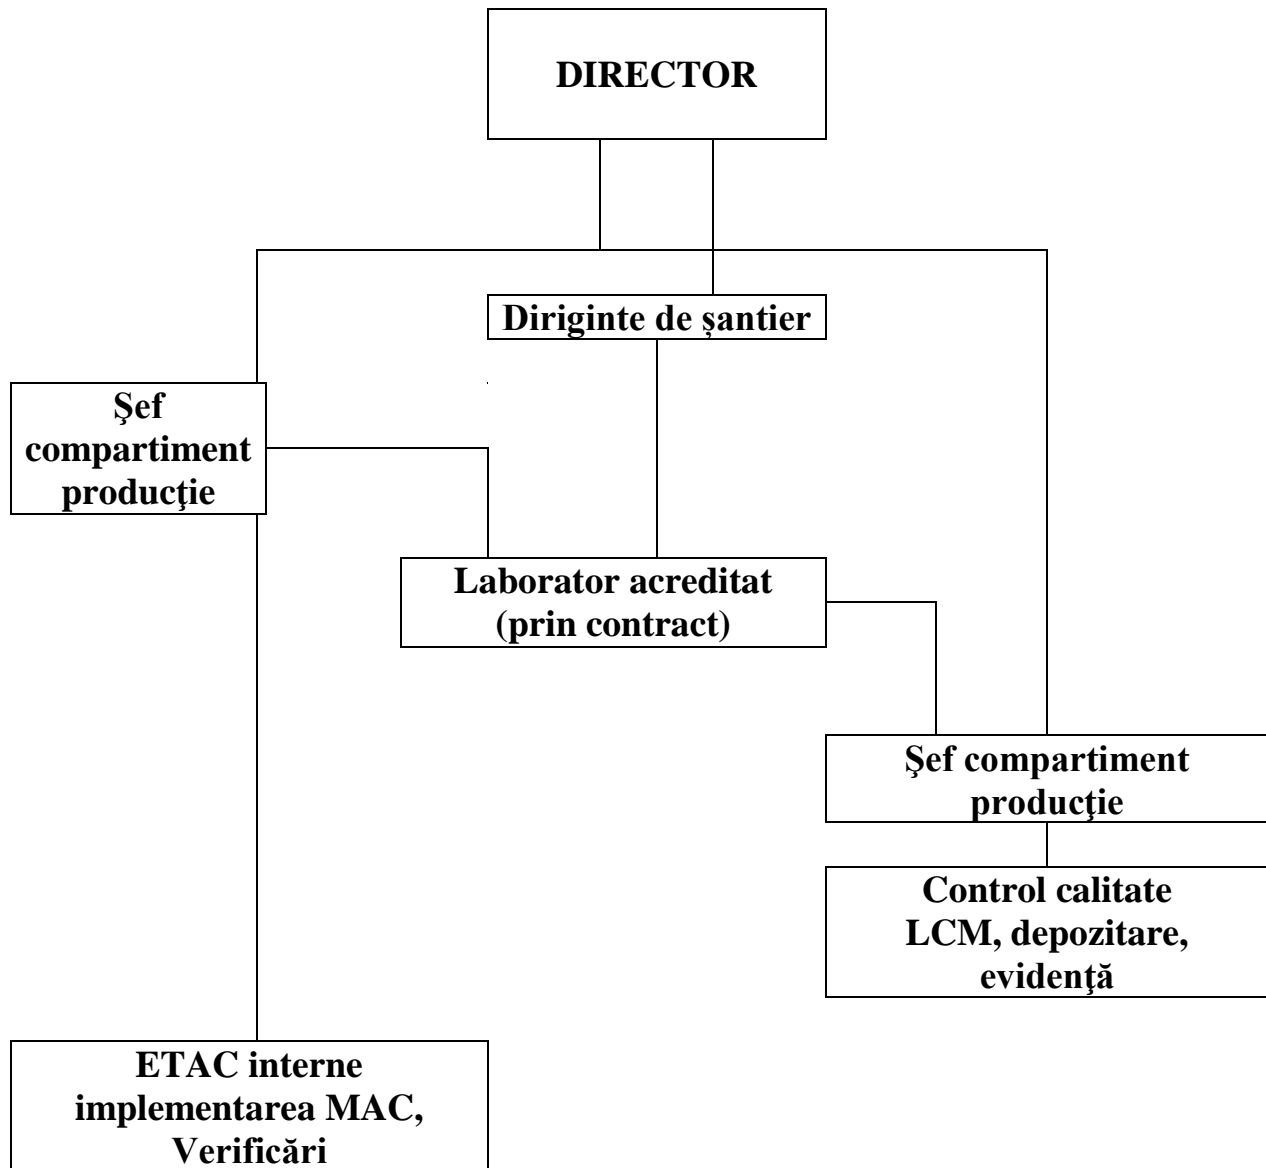 DIRECTOR
Diriginte de șantier
Şef
compartiment
producţie
Laborator acreditat
(prin contract)
Şef compartiment
producţie
Control calitate
LCM, depozitare,
evidenţă
ETAC interne
implementarea MAC,
Verificări